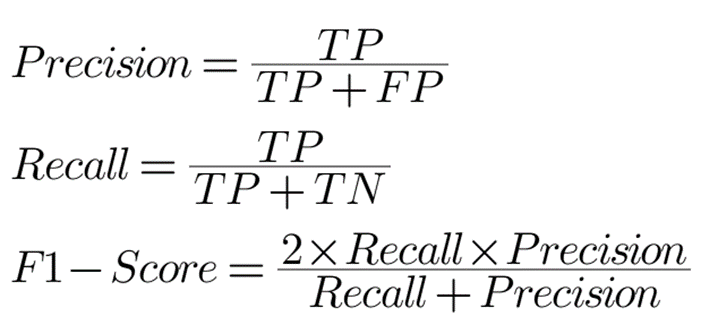 Precision = TP / TP + FP
Recall = TP / TP + TN
F1 − Score = 2 × Recall × Precision / Recall + Precision